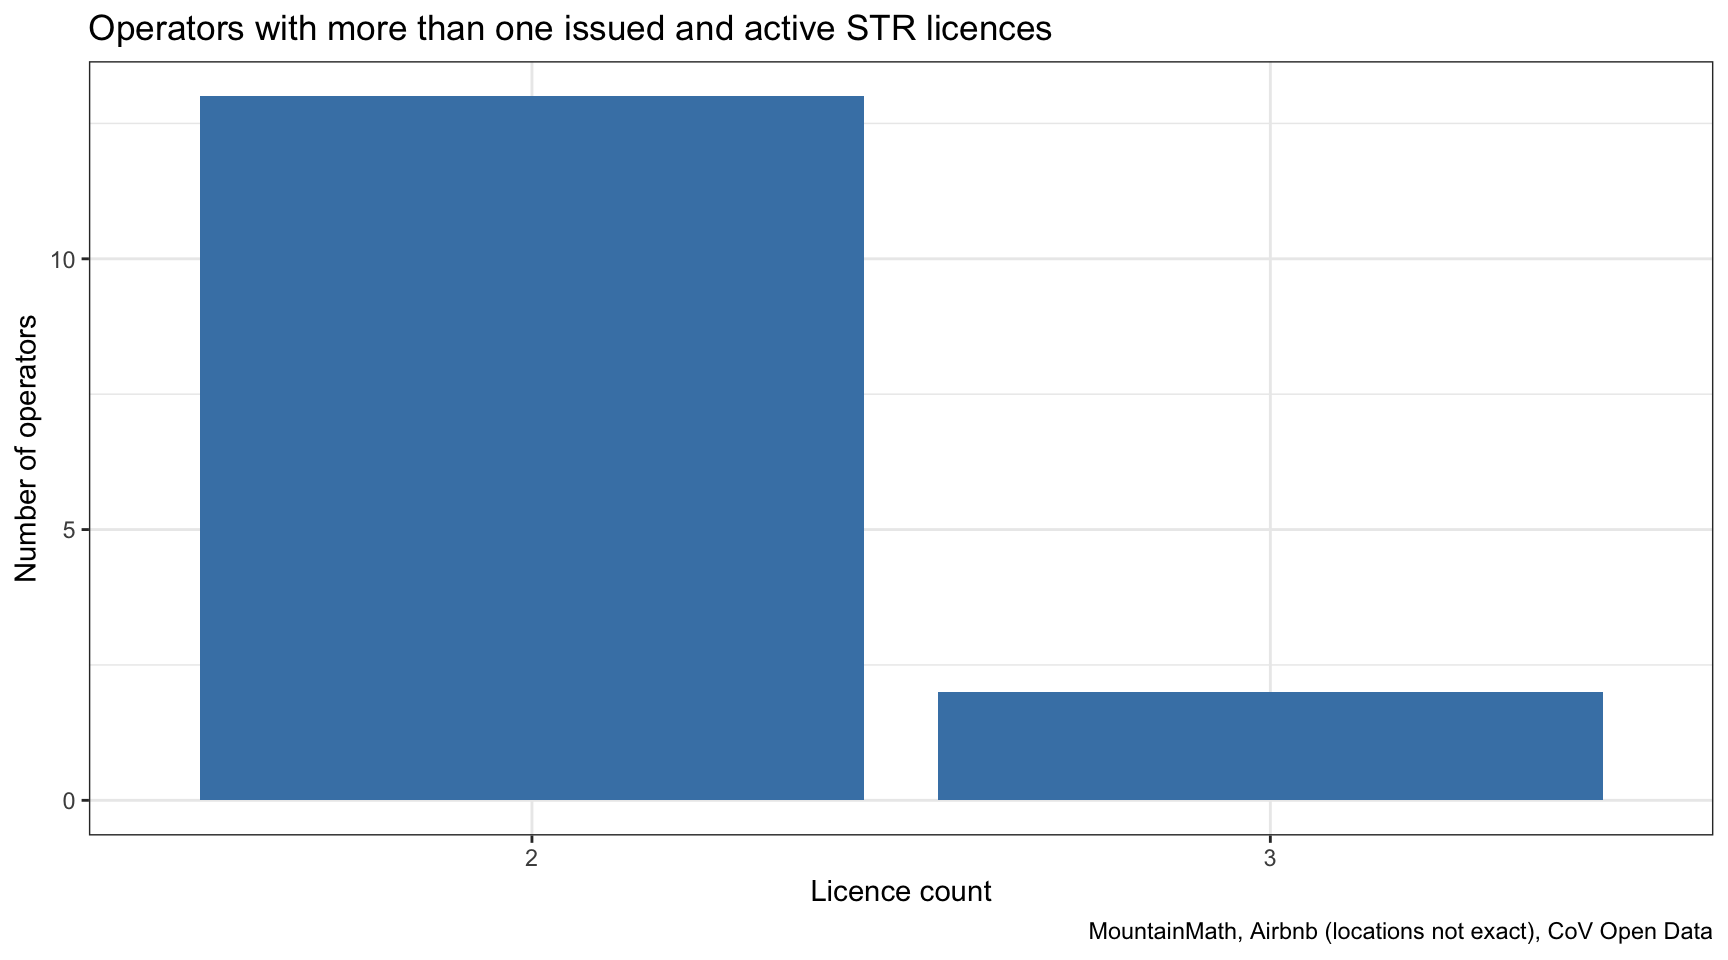 Operators with more than one issued and active STR licences
Number of operators
10
5
0
2
3
Licence count
MountainMath, Airbnb (locations not exact), CoV Open Data